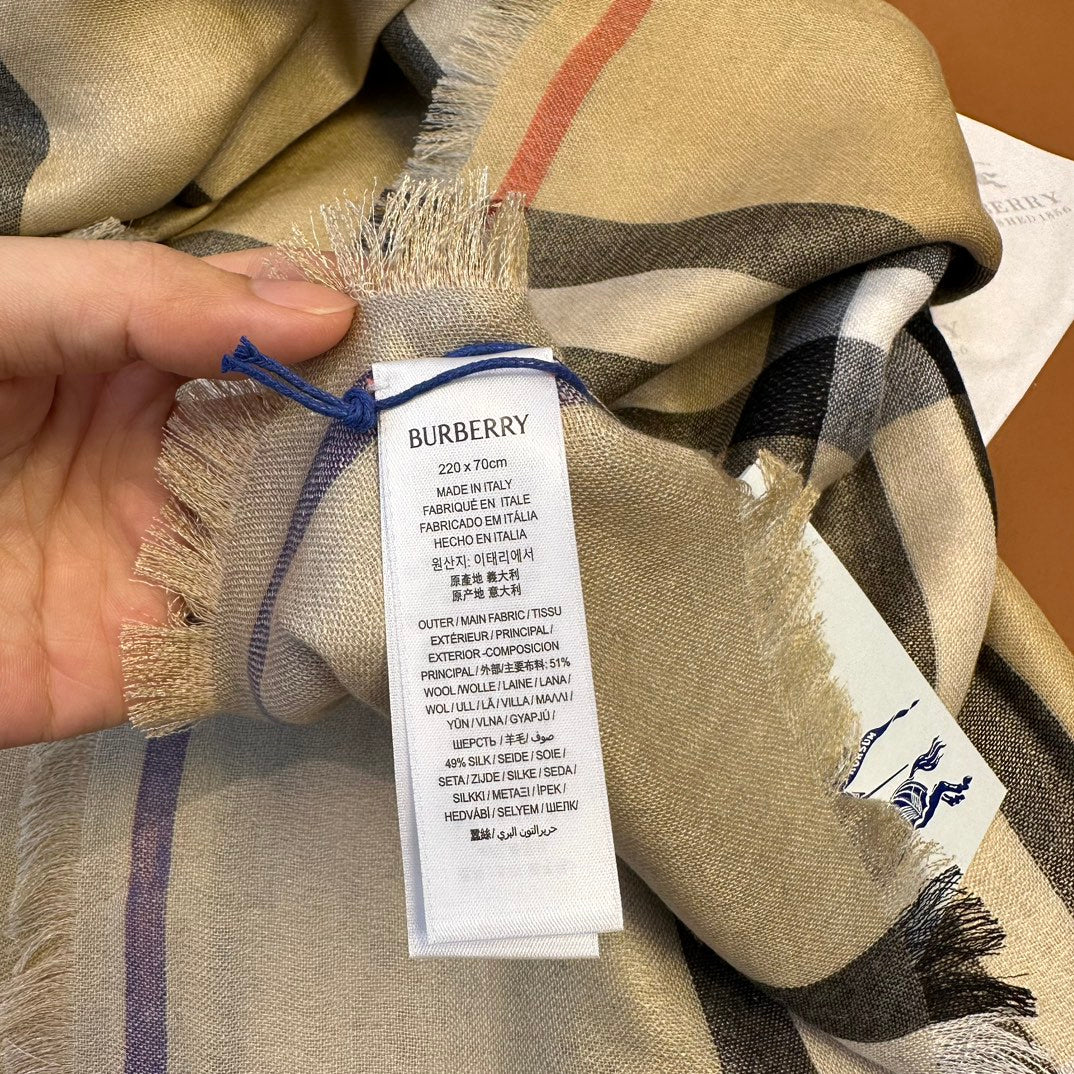 BURBERRY
220 x 70cm
MADE IN ITALY
FABRIQUÉ EN ITALE
FABRICADO EM ITÁLIA
HECHO EN ITALIA
원산지: 이태리에서
原產地 義大利
原产地 意大利
OUTER / MAIN FABRIC / TISSU
EXTÉRIEUR / PRINCIPAL /
EXTERIOR-COMPOSICION
PRINCIPAL / 外部/主要布料: 51%
WOOL /WOLLE / LAINE / LANA /
WOL / ULL / LÃ / VILLA / ΜΑΛΛΙ /
YÜN / VLNA / GYAPJÚ /
ШЕРСТЬ / 羊毛 / صوف
49% SILK / SEIDE / SOIE /
SETA / ZIJDE / SILKE / SEDA /
SILKKI / ΜΕΤΑΞΙ / İPEK /
HEDVÁBÍ / SELYEM / ШЕЛК/
蠶絲/ حريرالتون البري
ERRY
SHED 1856